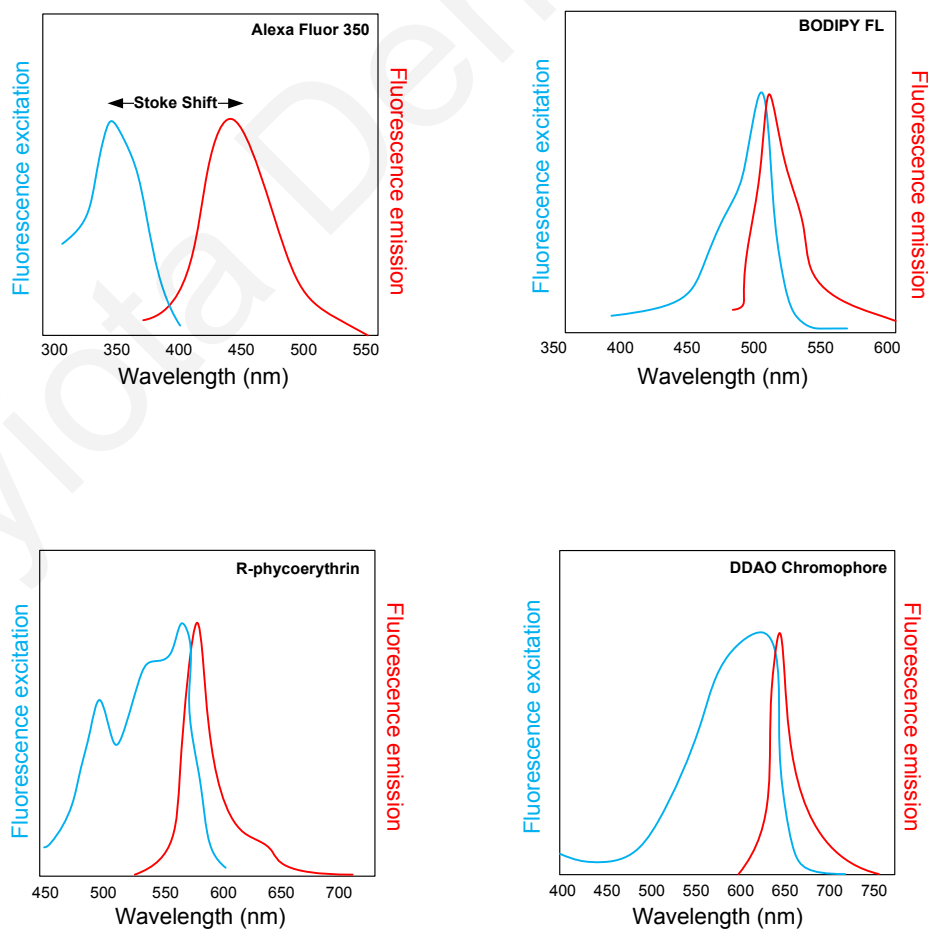 Alexa Fluor 350
Stoke Shift
Fluorescence excitation
Fluorescence emission
300 350 400 450 500 550
Wavelength (nm)
BODIPY FL
Fluorescence excitation
Fluorescence emission
350 400 450 500 550 600
Wavelength (nm)
R-phycoerythrin
Fluorescence excitation
Fluorescence emission
450 500 570 600 650 700
Wavelength (nm)
DDAO Chromophore
Fluorescence excitation
Fluorescence emission
400 450 500 550 600 650 700 750
Wavelength (nm)